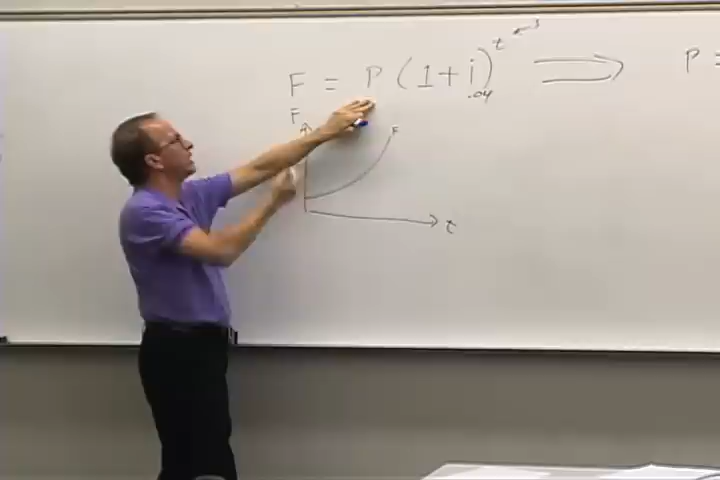 F = P (1 + i)^t ⟹ P =
.04
F
F
t